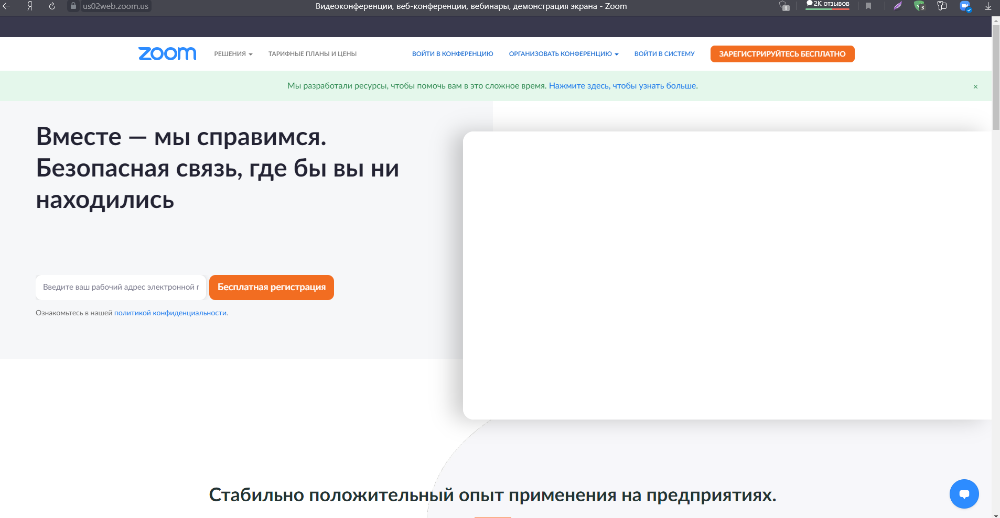 us02web.zoom.us
Видеоконференции, веб-конференции, вебинары, демонстрация экрана - Zoom
1
2K отзывов
3
zoom
РЕШЕНИЯ
ТАРИФНЫЕ ПЛАНЫ И ЦЕНЫ
ВОЙТИ В КОНФЕРЕНЦИЮ
ОРГАНИЗОВАТЬ КОНФЕРЕНЦИЮ
ВОЙТИ В СИСТЕМУ
ЗАРЕГИСТРИРУЙТЕСЬ БЕСПЛАТНО
Мы разработали ресурсы, чтобы помочь вам в это сложное время. Нажмите здесь, чтобы узнать больше.
×
Вместе — мы справимся.
Безопасная связь, где бы вы ни
находились
Введите ваш рабочий адрес электронной
Бесплатная регистрация
Ознакомьтесь в нашей политикой конфиденциальности.
Стабильно положительный опыт применения на предприятиях.